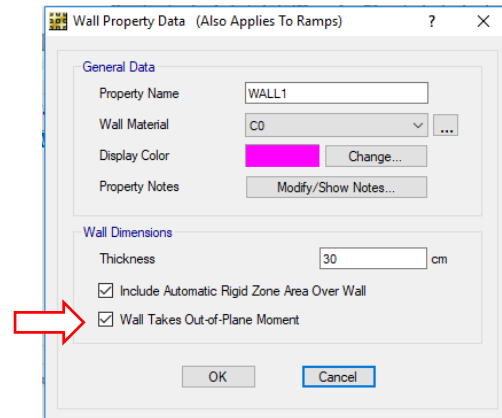 Wall Property Data (Also Applies To Ramps) ? X
General Data
Property Name WALL1
Wall Material C0 ...
Display Color Change...
Property Notes Modify/Show Notes...
Wall Dimensions
Thickness 30 cm
Include Automatic Rigid Zone Area Over Wall
Wall Takes Out-of-Plane Moment
OK Cancel